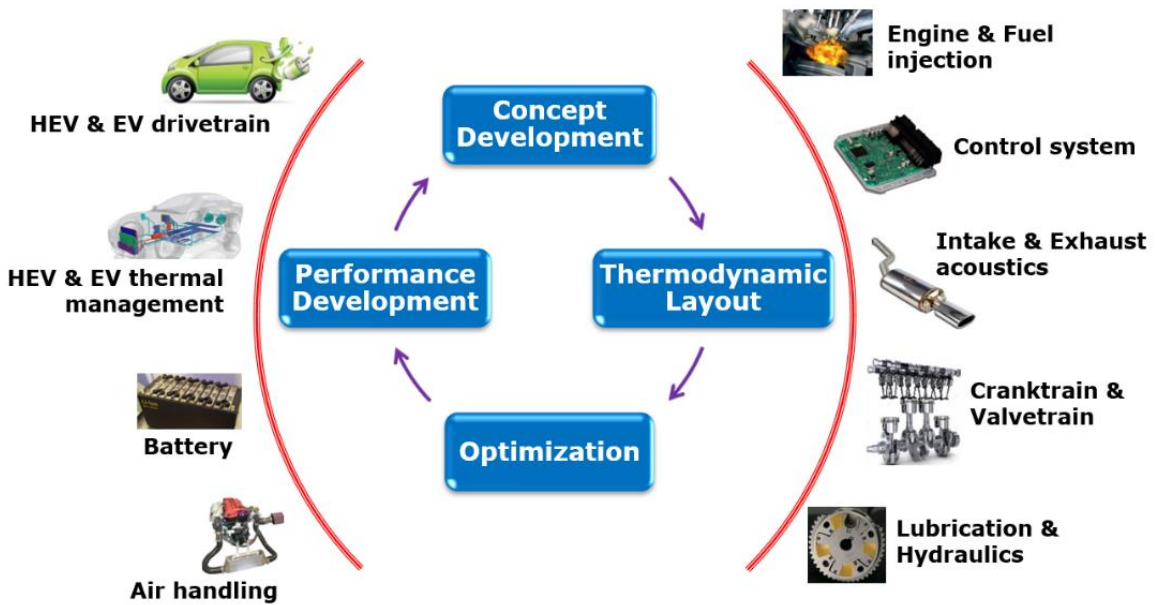 HEV & EV drivetrain
HEV & EV thermal
management
Battery
Air handling
Concept
Development
Performance
Development
Thermodynamic
Layout
Optimization
Engine & Fuel
injection
Control system
Intake & Exhaust
acoustics
Cranktrain &
Valvetrain
Lubrication &
Hydraulics